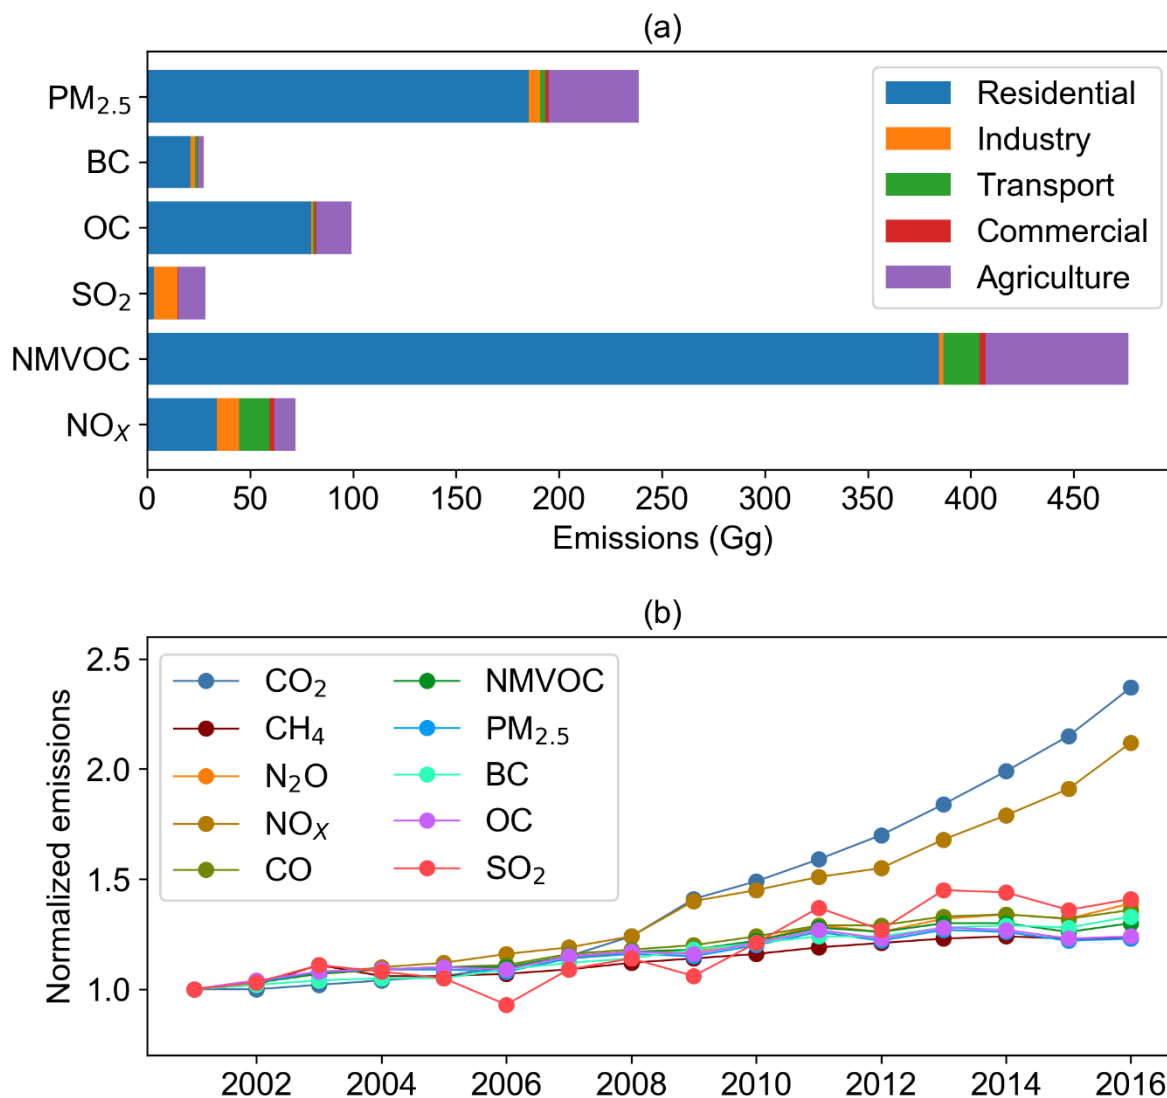 (a)
PM2.5
BC
OC
SO2
NMVOC
NOX
Residential
Industry
Transport
Commercial
Agriculture
0 50 100 150 200 250 300 350 400 450
Emissions (Gg)
(b)
Normalized emissions
2.5
2.0
1.5
1.0
CO2
CH4
N2O
NOX
CO
NMVOC
PM2.5
BC
OC
SO2
2002 2004 2006 2008 2010 2012 2014 2016